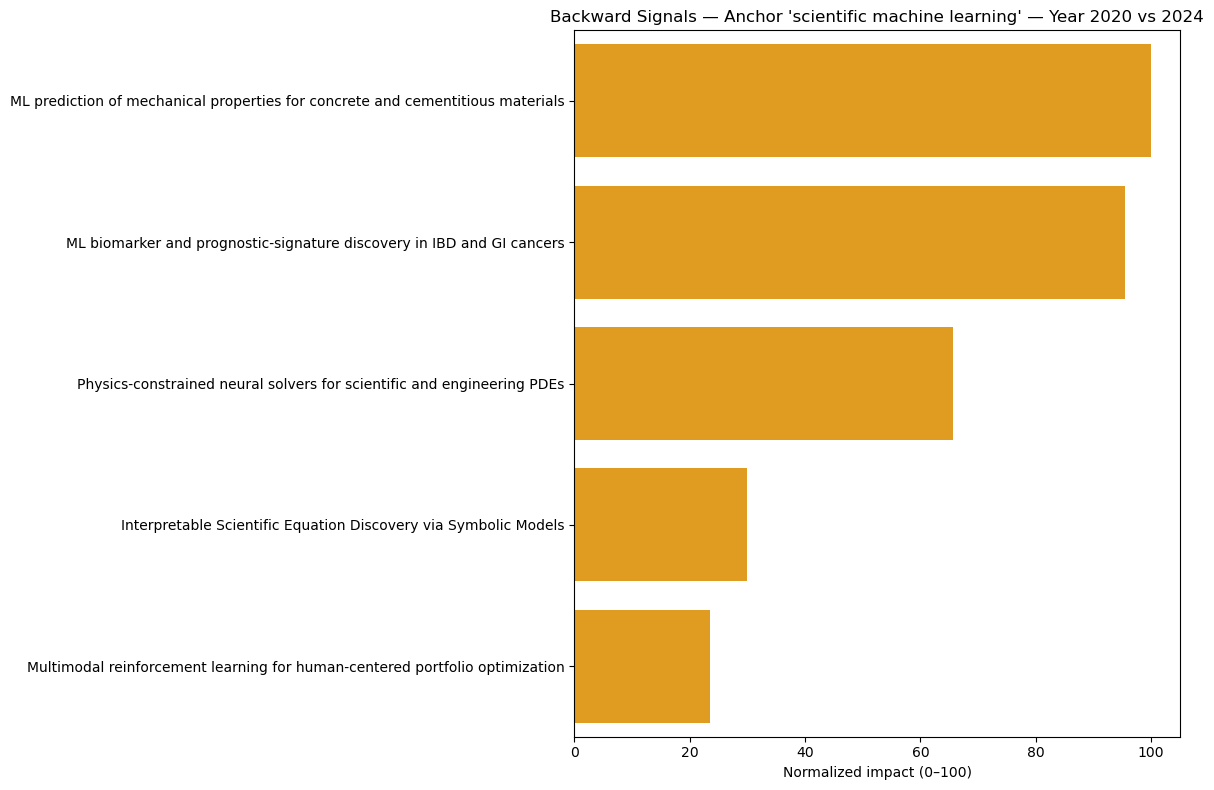 Backward Signals — Anchor 'scientific machine learning' — Year 2020 vs 2024
ML prediction of mechanical properties for concrete and cementitious materials
ML biomarker and prognostic-signature discovery in IBD and GI cancers
Physics-constrained neural solvers for scientific and engineering PDEs
Interpretable Scientific Equation Discovery via Symbolic Models
Multimodal reinforcement learning for human-centered portfolio optimization
0 20 40 60 80 100
Normalized impact (0–100)